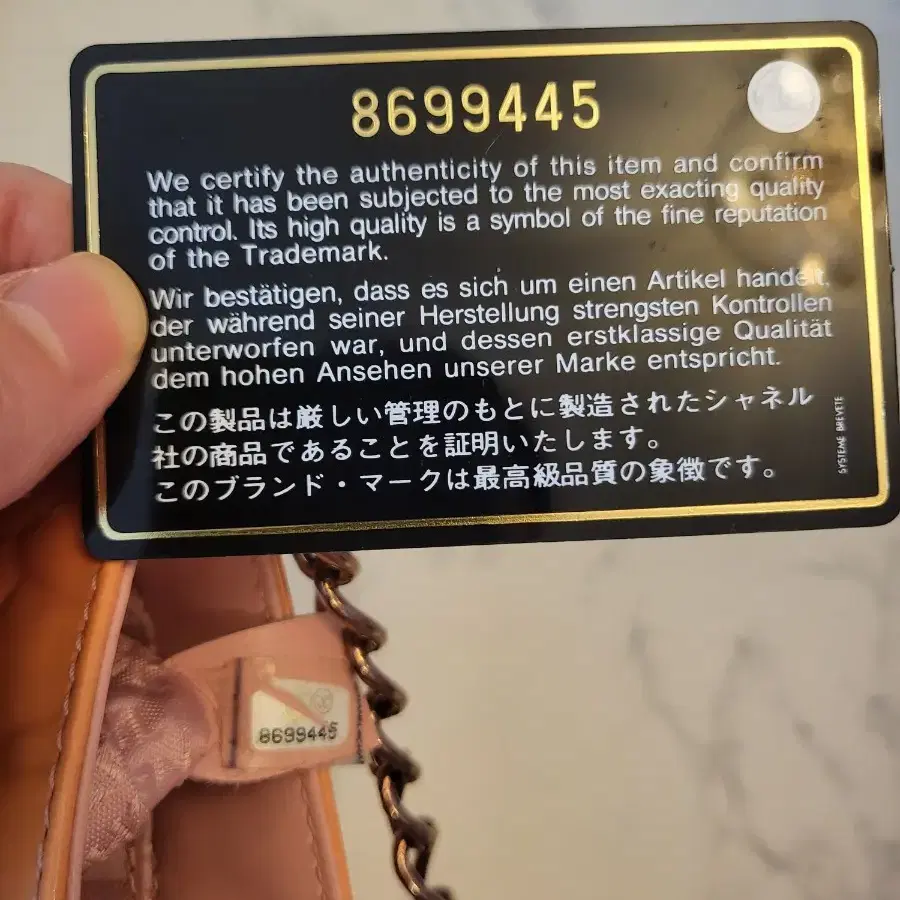 8699445
We certify the authenticity of this item and confirm
that it has been subjected to the most exacting quality
control. Its high quality is a symbol of the fine reputation
of the Trademark.
Wir bestätigen, dass es sich um einen Artikel handelt,
der während seiner Herstellung strengsten Kontrollen
unterworfen war, und dessen erstklassige Qualität
dem hohen Ansehen unserer Marke entspricht.
この製品は厳しい管理のもとに製造されたシャネル
社の商品であることを証明いたします。
このブランド・マークは最高級品質の象徴です。
SYSTEME BREVETE
8699445